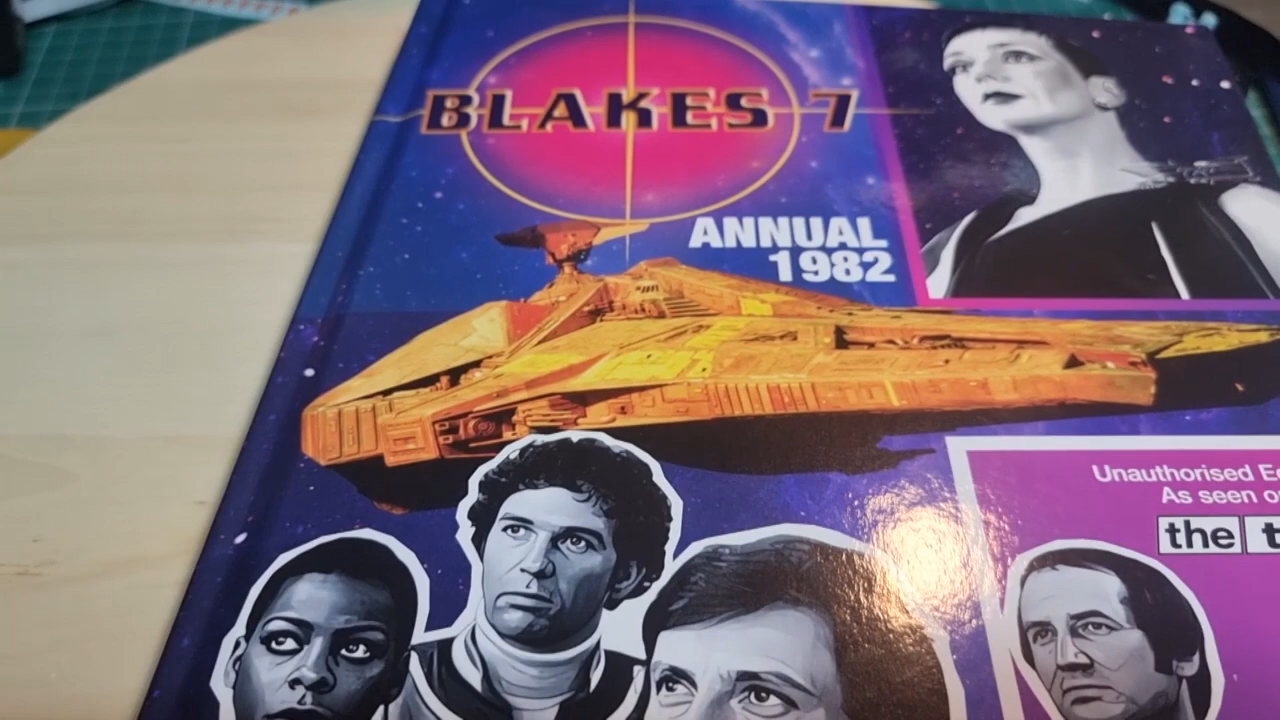 BLAKES 7
ANNUAL
1982
Unauthorised
As seen
the